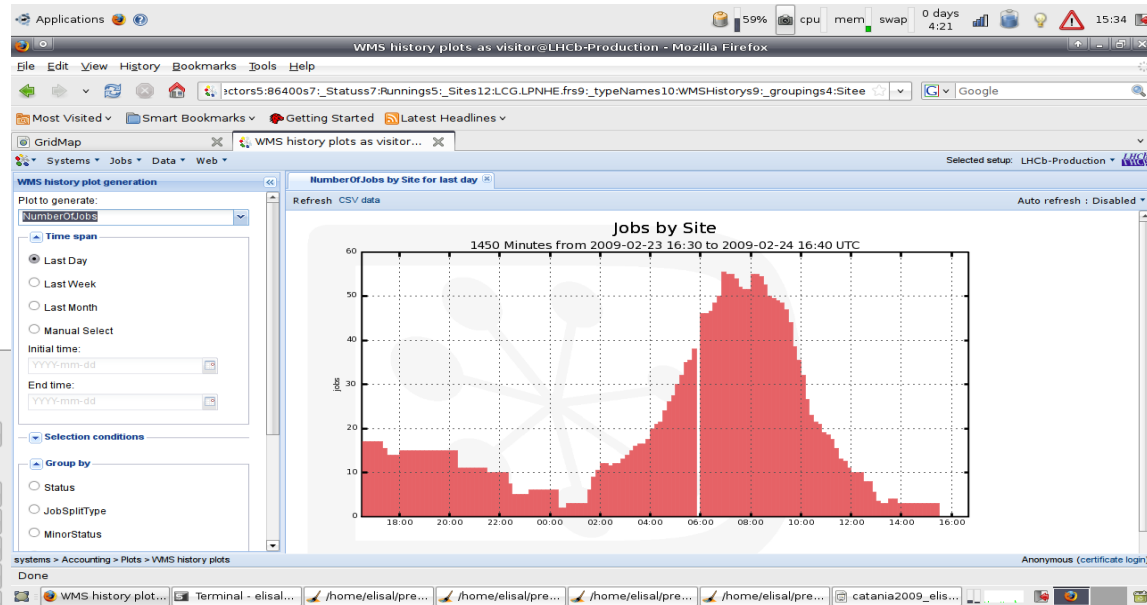 Applications 59% cpu mem swap 0 days 4:21 15:34
WMS history plots as visitor@LHCb-Production - Mozilla Firefox
File Edit View History Bookmarks Tools Help
ectors5:86400s7:_Statuss7:Runnings5:_Sites12:LCG.LPNHE.frs9:_typeNames10:WMSHistorys9:_groupings4:Sitee G Google
Most Visited Smart Bookmarks Getting Started Latest Headlines
GridMap WMS history plots as visitor...
Systems Jobs Data Web Selected setup: LHCb-Production
WMS history plot generation NumberOfJobs by Site for last day
Plot to generate: Refresh CSV data Auto refresh : Disabled
NumberOfJobs
Time span
Last Day
Last Week
Last Month
Manual Select
Initial time:
YYYY-mm-dd
End time:
YYYY-mm-dd
Selection conditions
Group by
Status
JobSplitType
MinorStatus
Jobs by Site
1450 Minutes from 2009-02-23 16:30 to 2009-02-24 16:40 UTC
60
50
40
jobs
30
20
10
18:00 20:00 22:00 00:00 02:00 04:00 06:00 08:00 10:00 12:00 14:00 16:00
systems > Accounting > Plots > WMS history plots Anonymous (certificate login)
Done
WMS history plot... Terminal - elisal... /home/elisal/pre... /home/elisal/pre... /home/elisal/pre... /home/elisal/pre... catania2009_elis...